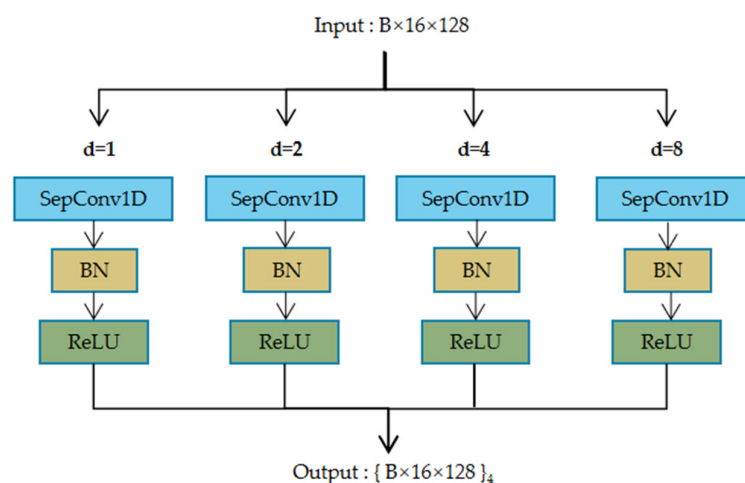 Input : B×16×128
d=1 d=2 d=4 d=8
SepConv1D SepConv1D SepConv1D SepConv1D
BN BN BN BN
ReLU ReLU ReLU ReLU
Output : { B×16×128 }₄